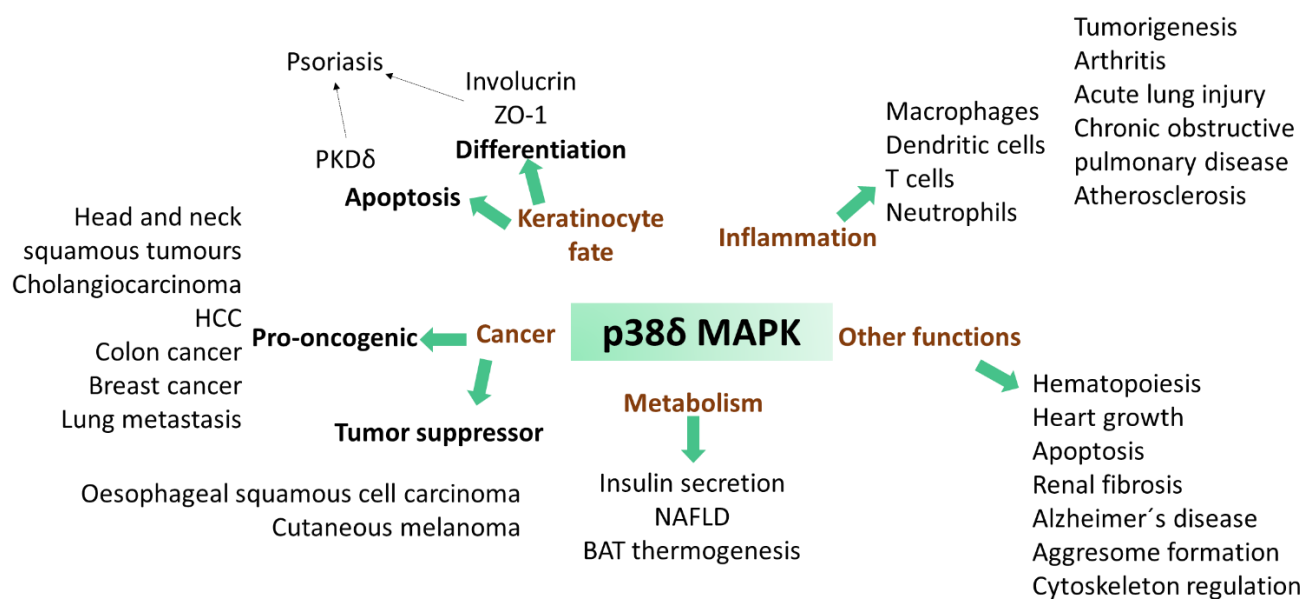 Psoriasis
Involucrin
ZO-1
Differentiation
PKDδ
Apoptosis
Keratinocyte
fate
Inflammation
Macrophages
Dendritic cells
T cells
Neutrophils
Tumorigenesis
Arthritis
Acute lung injury
Chronic obstructive
pulmonary disease
Atherosclerosis
Head and neck
squamous tumours
Cholangiocarcinoma
HCC
Colon cancer
Breast cancer
Lung metastasis
Pro-oncogenic
Cancer
p38δ MAPK
Other functions
Metabolism
Tumor suppressor
Oesophageal squamous cell carcinoma
Cutaneous melanoma
Insulin secretion
NAFLD
BAT thermogenesis
Hematopoiesis
Heart growth
Apoptosis
Renal fibrosis
Alzheimer´s disease
Aggresome formation
Cytoskeleton regulation